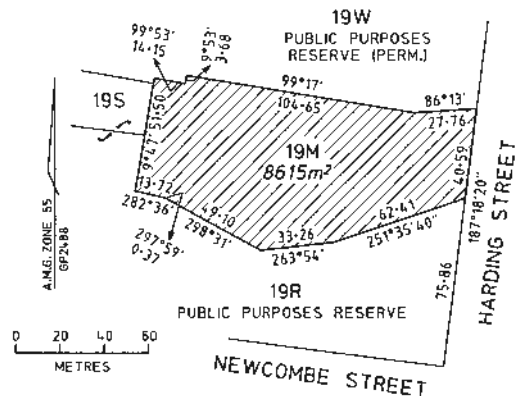 19W
PUBLIC PURPOSES
RESERVE (PERM.)
99°53'
14·15
9°53'
3·68
99°17'
104·65
86°13'
27·76
19S
9°47' 51·50
19M
8615m²
40·59
187°18'20"
HARDING STREET
13·72
282°36'
49·10
298°31'
297°59'
0·37
33·26
263°54'
62·41
251°35'40"
75·86
A.M.G. ZONE 55
GP2488
19R
PUBLIC PURPOSES RESERVE
0 20 40 60
METRES
NEWCOMBE STREET